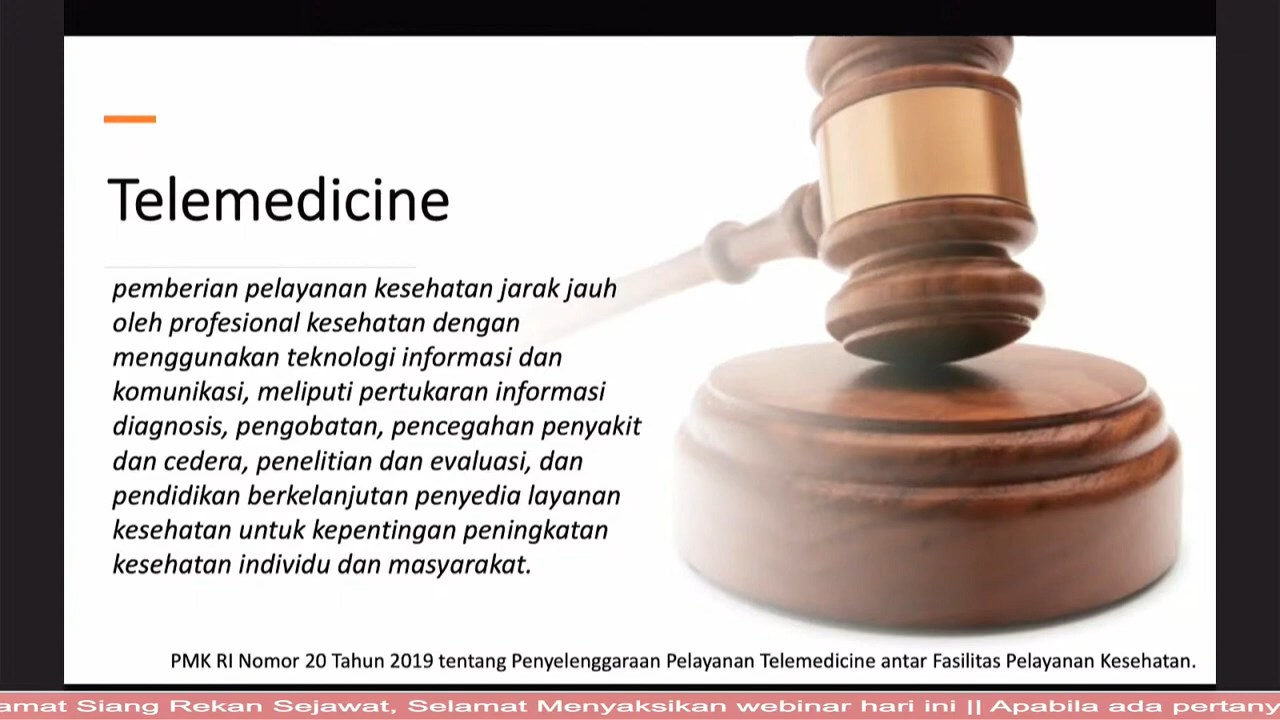 Telemedicine
pemberian pelayanan kesehatan jarak jauh
oleh profesional kesehatan dengan
menggunakan teknologi informasi dan
komunikasi, meliputi pertukaran informasi
diagnosis, pengobatan, pencegahan penyakit
dan cedera, penelitian dan evaluasi, dan
pendidikan berkelanjutan penyedia layanan
kesehatan untuk kepentingan peningkatan
kesehatan individu dan masyarakat.
PMK RI Nomor 20 Tahun 2019 tentang Penyelenggaraan Pelayanan Telemedicine antar Fasilitas Pelayanan Kesehatan.
amat Siang Rekan Sejawat, Selamat Menyaksikan webinar hari ini || Apabila ada pertany